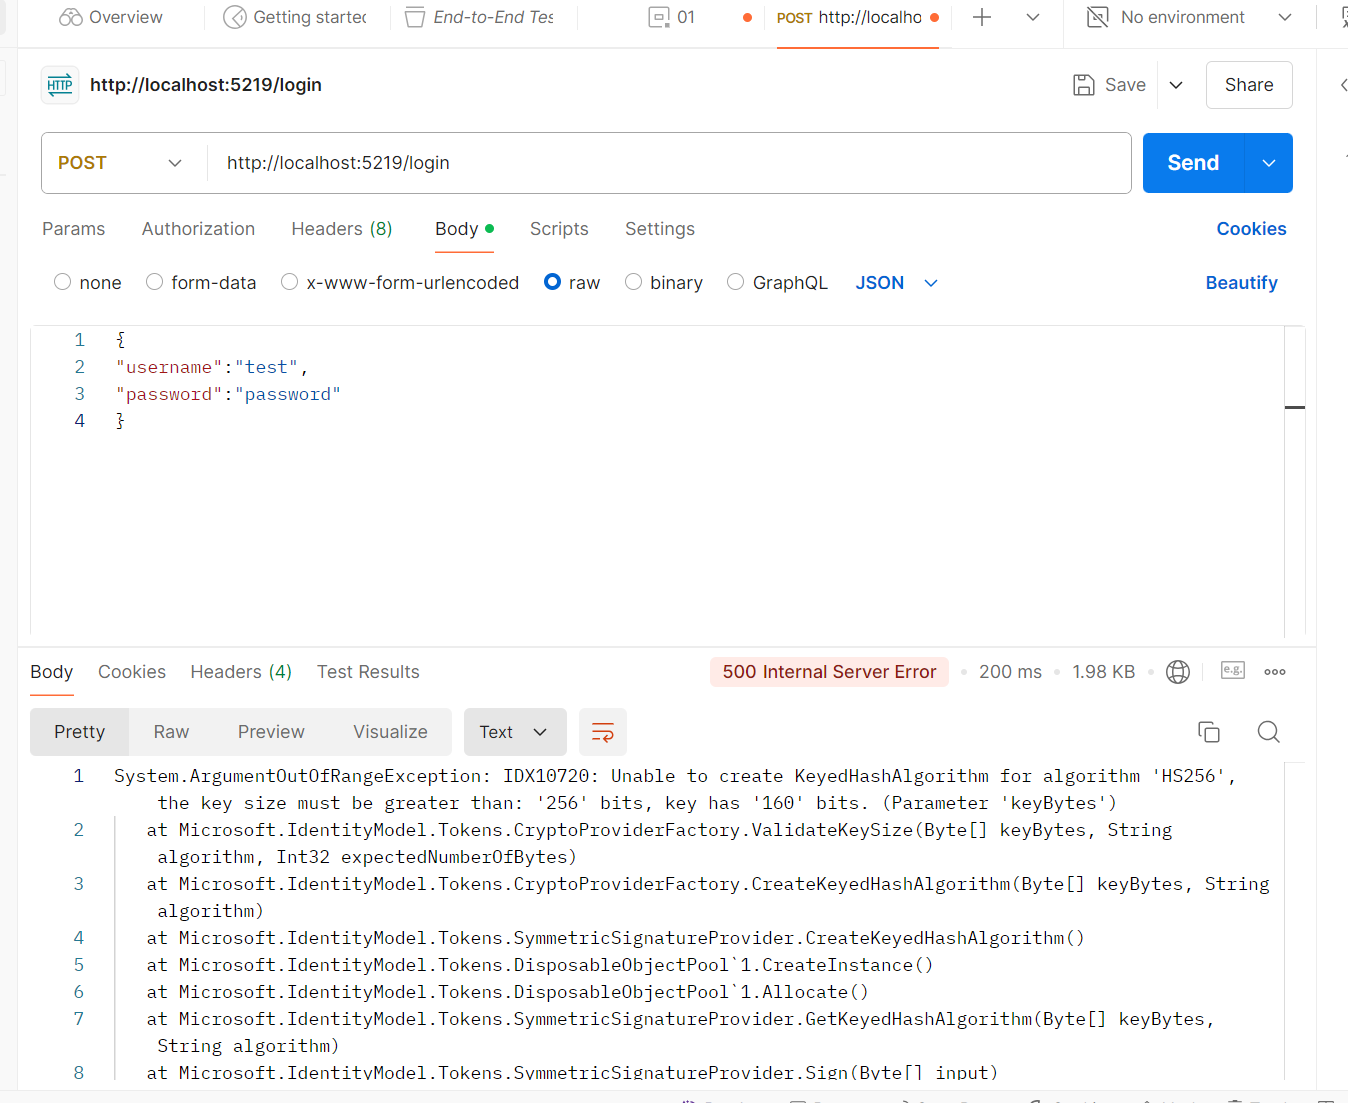 Overview Getting started End-to-End Tes 01 POST http://localho No environment
HTTP http://localhost:5219/login Save Share
POST http://localhost:5219/login Send
Params Authorization Headers (8) Body Scripts Settings Cookies
none form-data x-www-form-urlencoded raw binary GraphQL JSON Beautify
1 {
2 "username":"test",
3 "password":"password"
4 }
Body Cookies Headers (4) Test Results 500 Internal Server Error 200 ms 1.98 KB e.g.
Pretty Raw Preview Visualize Text
1 System.ArgumentOutOfRangeException: IDX10720: Unable to create KeyedHashAlgorithm for algorithm 'HS256',
the key size must be greater than: '256' bits, key has '160' bits. (Parameter 'keyBytes')
2 at Microsoft.IdentityModel.Tokens.CryptoProviderFactory.ValidateKeySize(Byte[] keyBytes, String
algorithm, Int32 expectedNumberOfBytes)
3 at Microsoft.IdentityModel.Tokens.CryptoProviderFactory.CreateKeyedHashAlgorithm(Byte[] keyBytes, String
algorithm)
4 at Microsoft.IdentityModel.Tokens.SymmetricSignatureProvider.CreateKeyedHashAlgorithm()
5 at Microsoft.IdentityModel.Tokens.DisposableObjectPool`1.CreateInstance()
6 at Microsoft.IdentityModel.Tokens.DisposableObjectPool`1.Allocate()
7 at Microsoft.IdentityModel.Tokens.SymmetricSignatureProvider.GetKeyedHashAlgorithm(Byte[] keyBytes,
String algorithm)
8 at Microsoft.IdentityModel.Tokens.SymmetricSignatureProvider.Sign(Byte[] input)